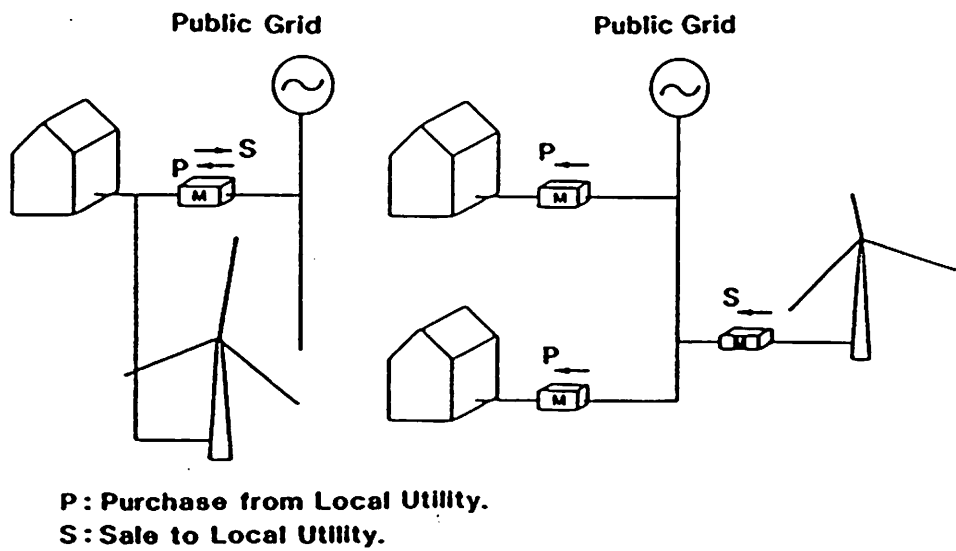 Public Grid
Public Grid
S
P
M
P
M
S
M
P
M
P: Purchase from Local Utility.
S: Sale to Local Utility.